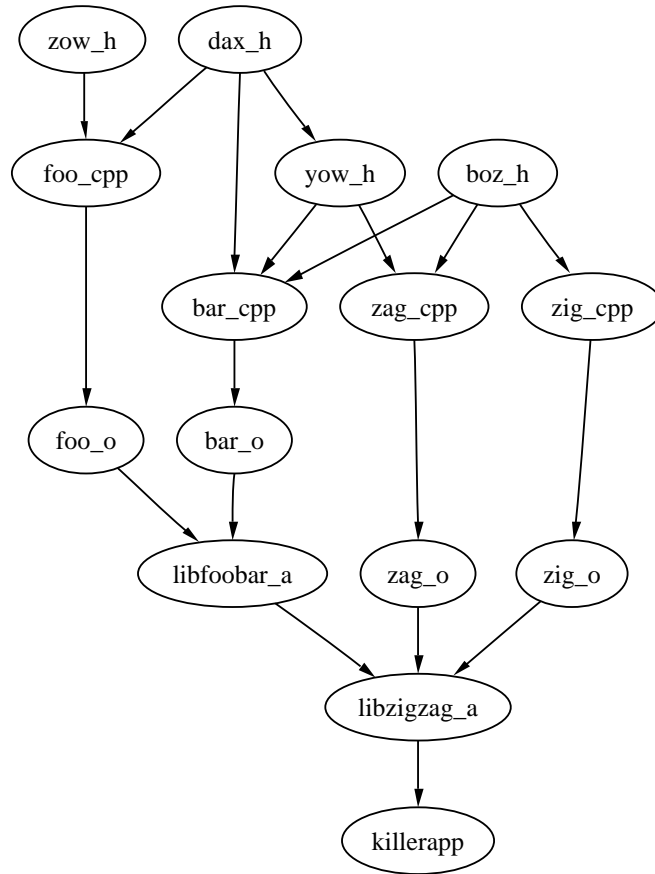 zow_h
dax_h
foo_cpp
yow_h
boz_h
bar_cpp
zag_cpp
zig_cpp
foo_o
bar_o
libfoobar_a
zag_o
zig_o
libzigzag_a
killerapp